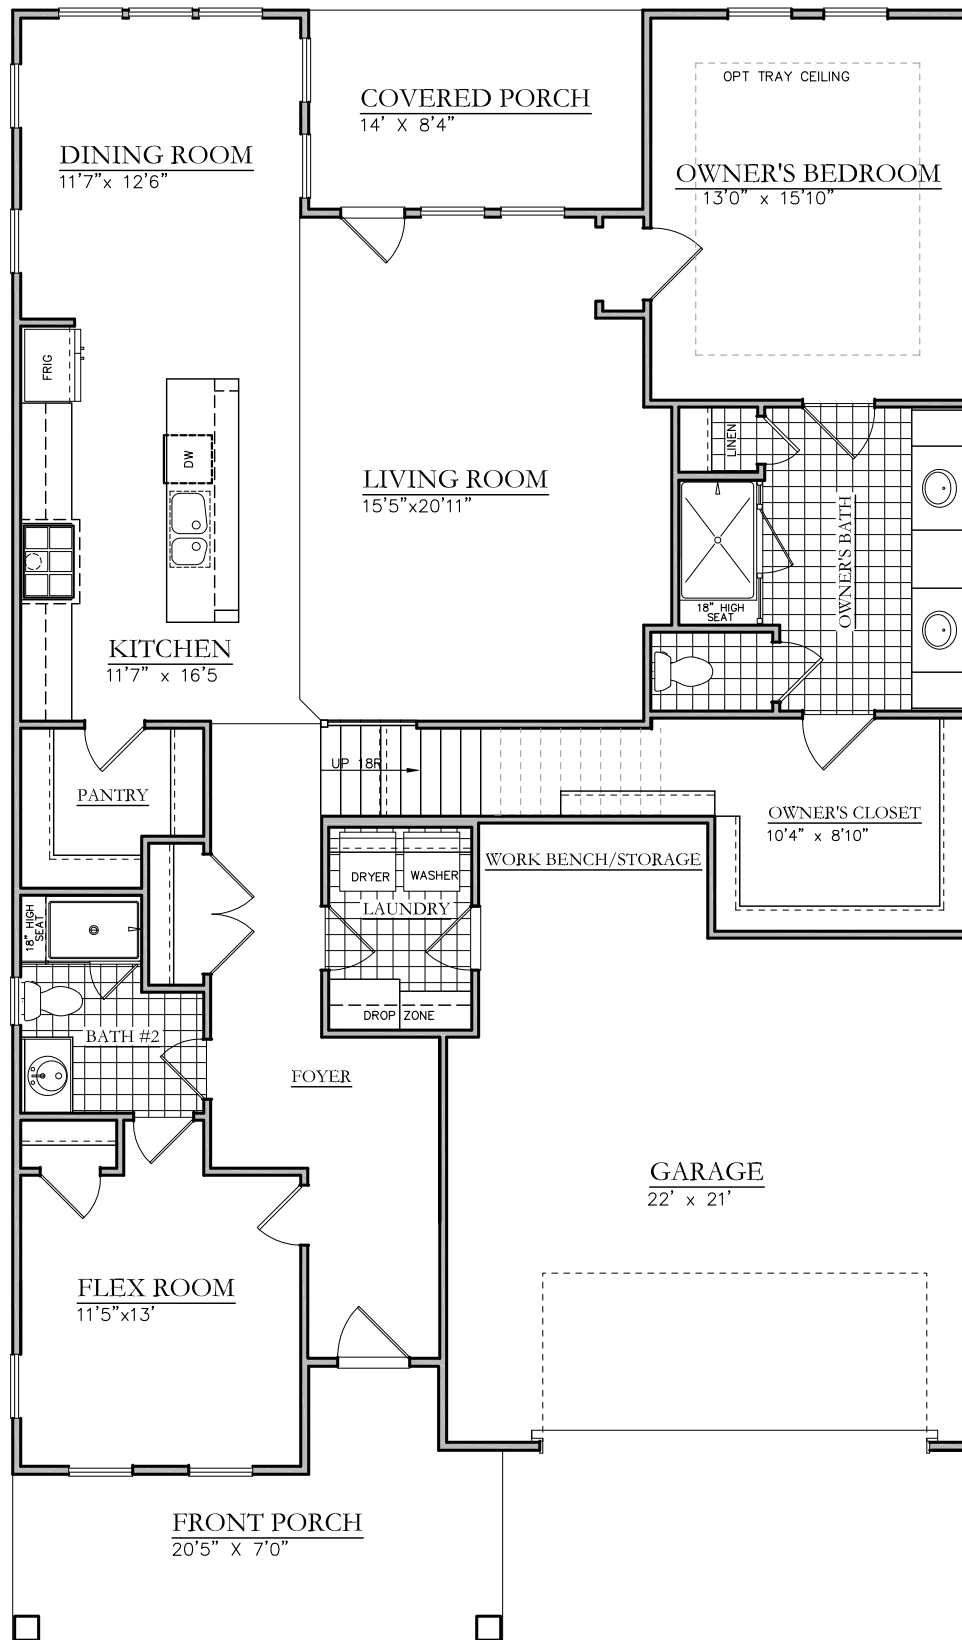 OPT TRAY CEILING
COVERED PORCH
14' X 8'4"
DINING ROOM
11'7"x 12'6"
OWNER'S BEDROOM
13'0" x 15'10"
FRIG
DW
LINEN
LIVING ROOM
15'5"x20'11"
OWNER'S BATH
18" HIGH
SEAT
KITCHEN
11'7" x 16'5
UP 18R
PANTRY
OWNER'S CLOSET
10'4" x 8'10"
WORK BENCH/STORAGE
DRYER
WASHER
LAUNDRY
18" HIGH
SEAT
DROP ZONE
BATH #2
FOYER
GARAGE
22' x 21'
FLEX ROOM
11'5"x13'
FRONT PORCH
20'5" X 7'0"